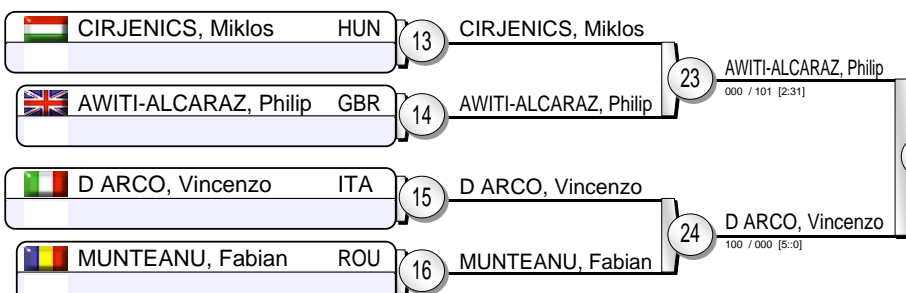 CIRJENICS, Miklos HUN
13
CIRJENICS, Miklos
AWITI-ALCARAZ, Philip GBR
14
AWITI-ALCARAZ, Philip
23
AWITI-ALCARAZ, Philip
000 / 101 [2:31]
D ARCO, Vincenzo ITA
15
D ARCO, Vincenzo
MUNTEANU, Fabian ROU
16
MUNTEANU, Fabian
24
D ARCO, Vincenzo
100 / 000 [5::0]